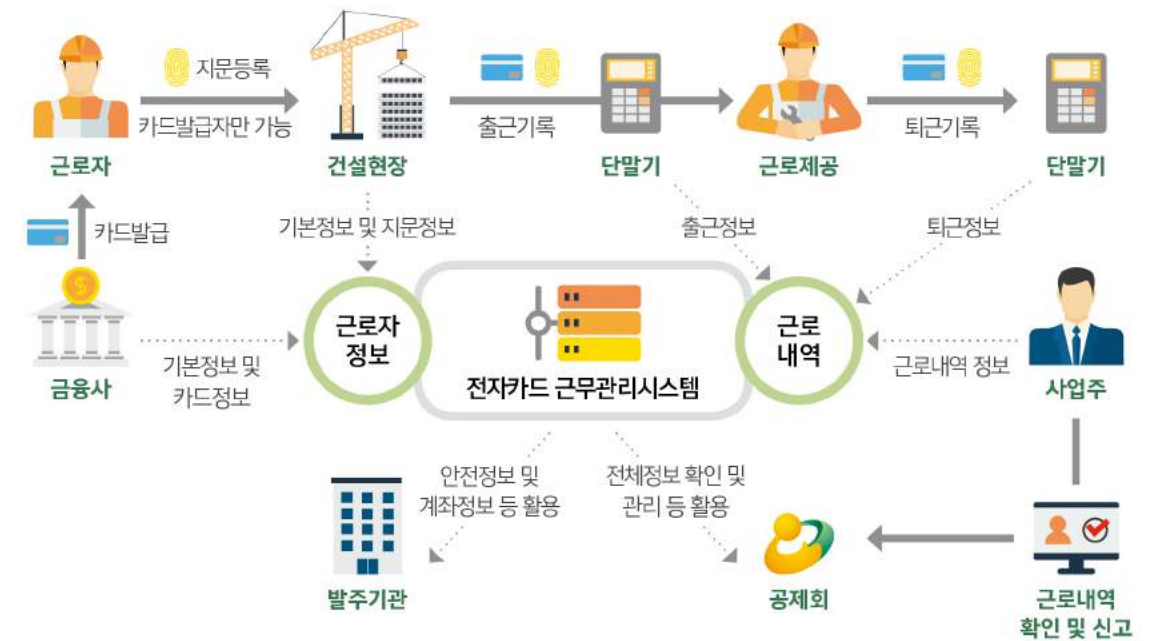 지문등록
카드발급자만 가능
출근기록
퇴근기록
근로자
건설현장
단말기
근로제공
단말기
카드발급
기본정보 및 지문정보
출근정보
퇴근정보
금융사
기본정보 및
카드정보
근로자
정보
전자카드 근무관리시스템
근로
내역
근로내역 정보
사업주
안전정보 및
계좌정보 등 활용
전체정보 확인 및
관리 등 활용
발주기관
공제회
근로내역
확인 및 신고